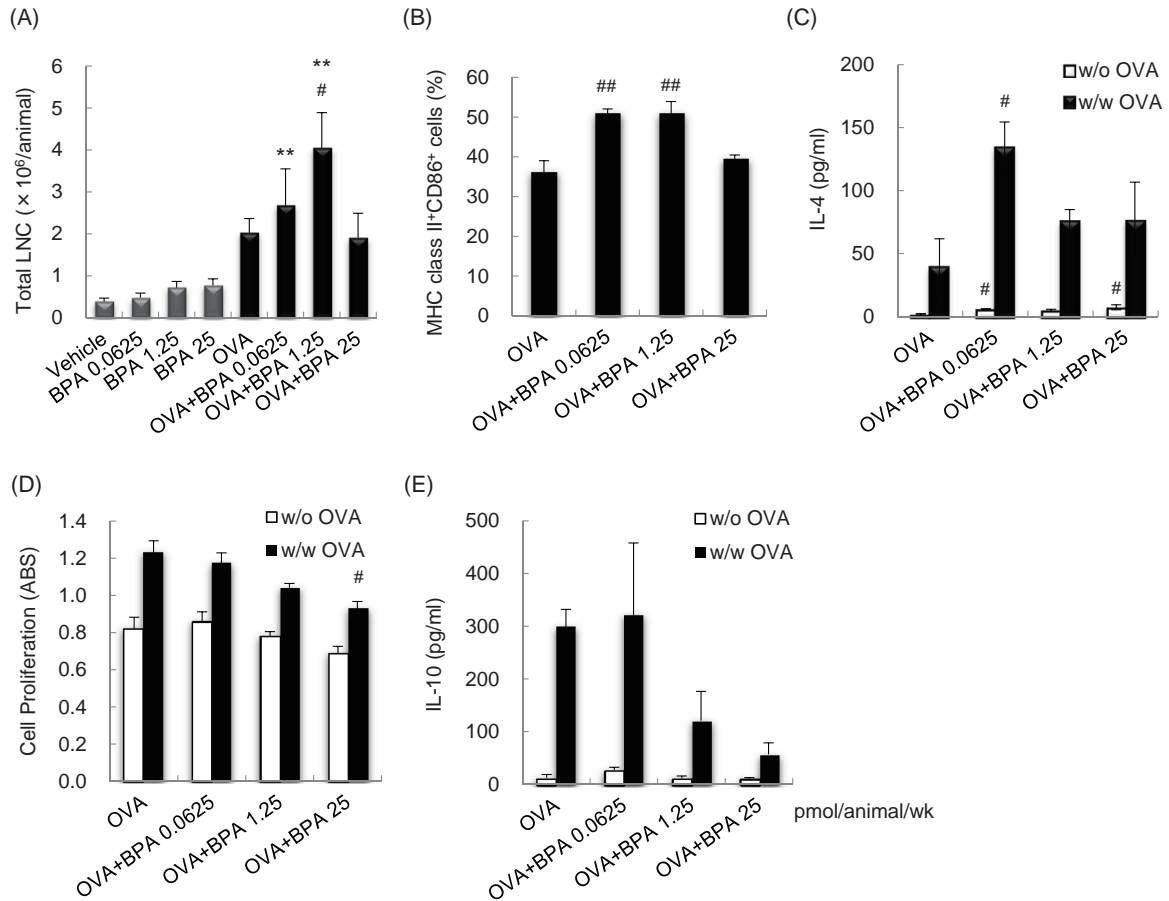 (A)
Total LNC (×10⁶/animal)
6
5
4
3
2
1
0
**
**
#
Vehicle
BPA 0.0625
BPA 1.25
BPA 25
OVA
OVA+BPA 0.0625
OVA+BPA 1.25
OVA+BPA 25
(B)
MHC class II⁺CD86⁺ cells (%)
60
50
40
30
20
10
0
##
##
OVA
OVA+BPA 0.0625
OVA+BPA 1.25
OVA+BPA 25
(C)
IL-4 (pg/ml)
200
150
100
50
0
w/o OVA
w/w OVA
#
#
#
OVA
OVA+BPA 0.0625
OVA+BPA 1.25
OVA+BPA 25
(D)
Cell Proliferation (ABS)
1.4
1.2
1.0
0.8
0.6
0.4
0.2
0.0
w/o OVA
w/w OVA
#
OVA
OVA+BPA 0.0625
OVA+BPA 1.25
OVA+BPA 25
(E)
IL-10 (pg/ml)
500
400
300
200
100
0
w/o OVA
w/w OVA
OVA
OVA+BPA 0.0625
OVA+BPA 1.25
OVA+BPA 25
pmol/animal/wk